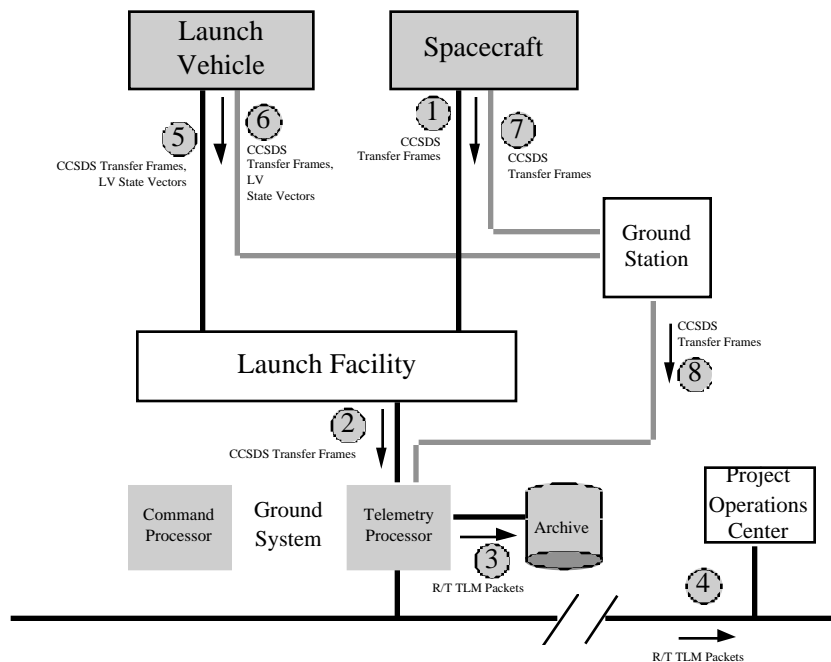 Launch
Vehicle
Spacecraft
5
6
1
7
CCSDS Transfer Frames,
LV State Vectors
CCSDS
Transfer Frames,
LV
State Vectors
CCSDS
Transfer Frames
CCSDS
Transfer Frames
Ground
Station
Launch Facility
CCSDS
Transfer Frames
8
2
CCSDS Transfer Frames
Command
Processor
Ground
System
Telemetry
Processor
Archive
Project
Operations
Center
3
R/T TLM Packets
4
R/T TLM Packets